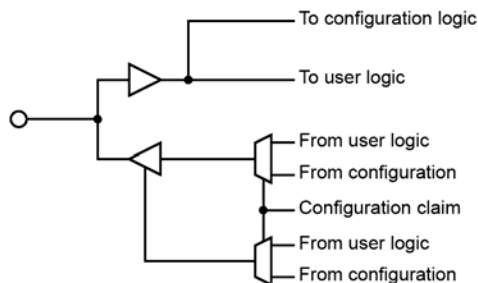 To configuration logic
To user logic
From user logic
From configuration
Configuration claim
From user logic
From configuration